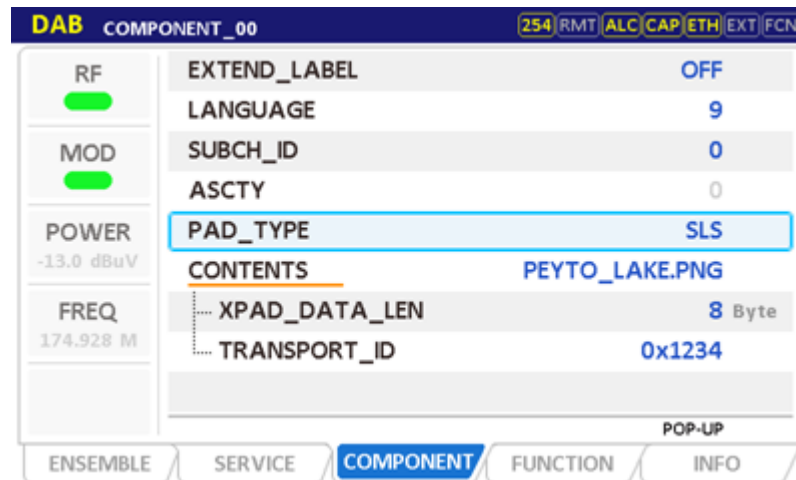 DAB COMPONENT_00 254 RMT ALC CAP ETH EXT FCN
RF
MOD
POWER
-13.0 dBuV
FREQ
174.928 M
EXTEND_LABEL OFF
LANGUAGE 9
SUBCH_ID 0
ASCTY 0
PAD_TYPE SLS
CONTENTS PEYTO_LAKE.PNG
XPAD_DATA_LEN 8 Byte
TRANSPORT_ID 0x1234
POP-UP
ENSEMBLE SERVICE COMPONENT FUNCTION INFO